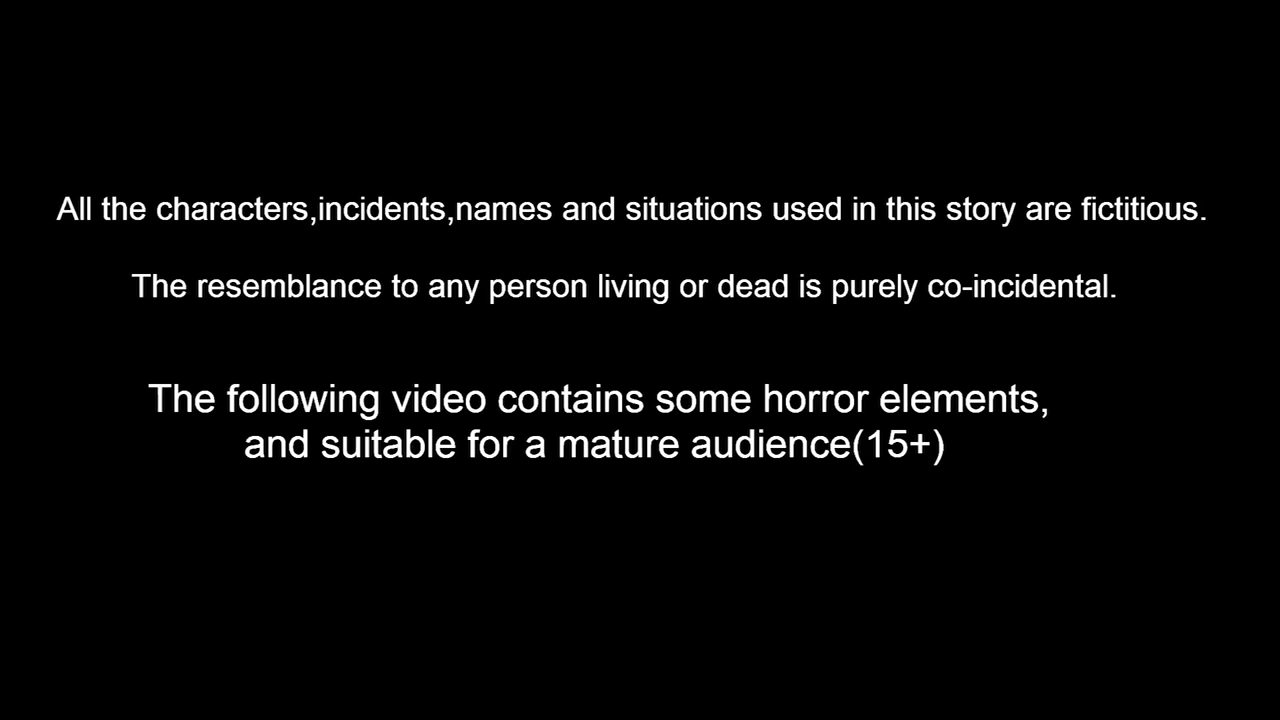 All the characters,incidents,names and situations used in this story are fictitious.
The resemblance to any person living or dead is purely co-incidental.
The following video contains some horror elements,
and suitable for a mature audience(15+)